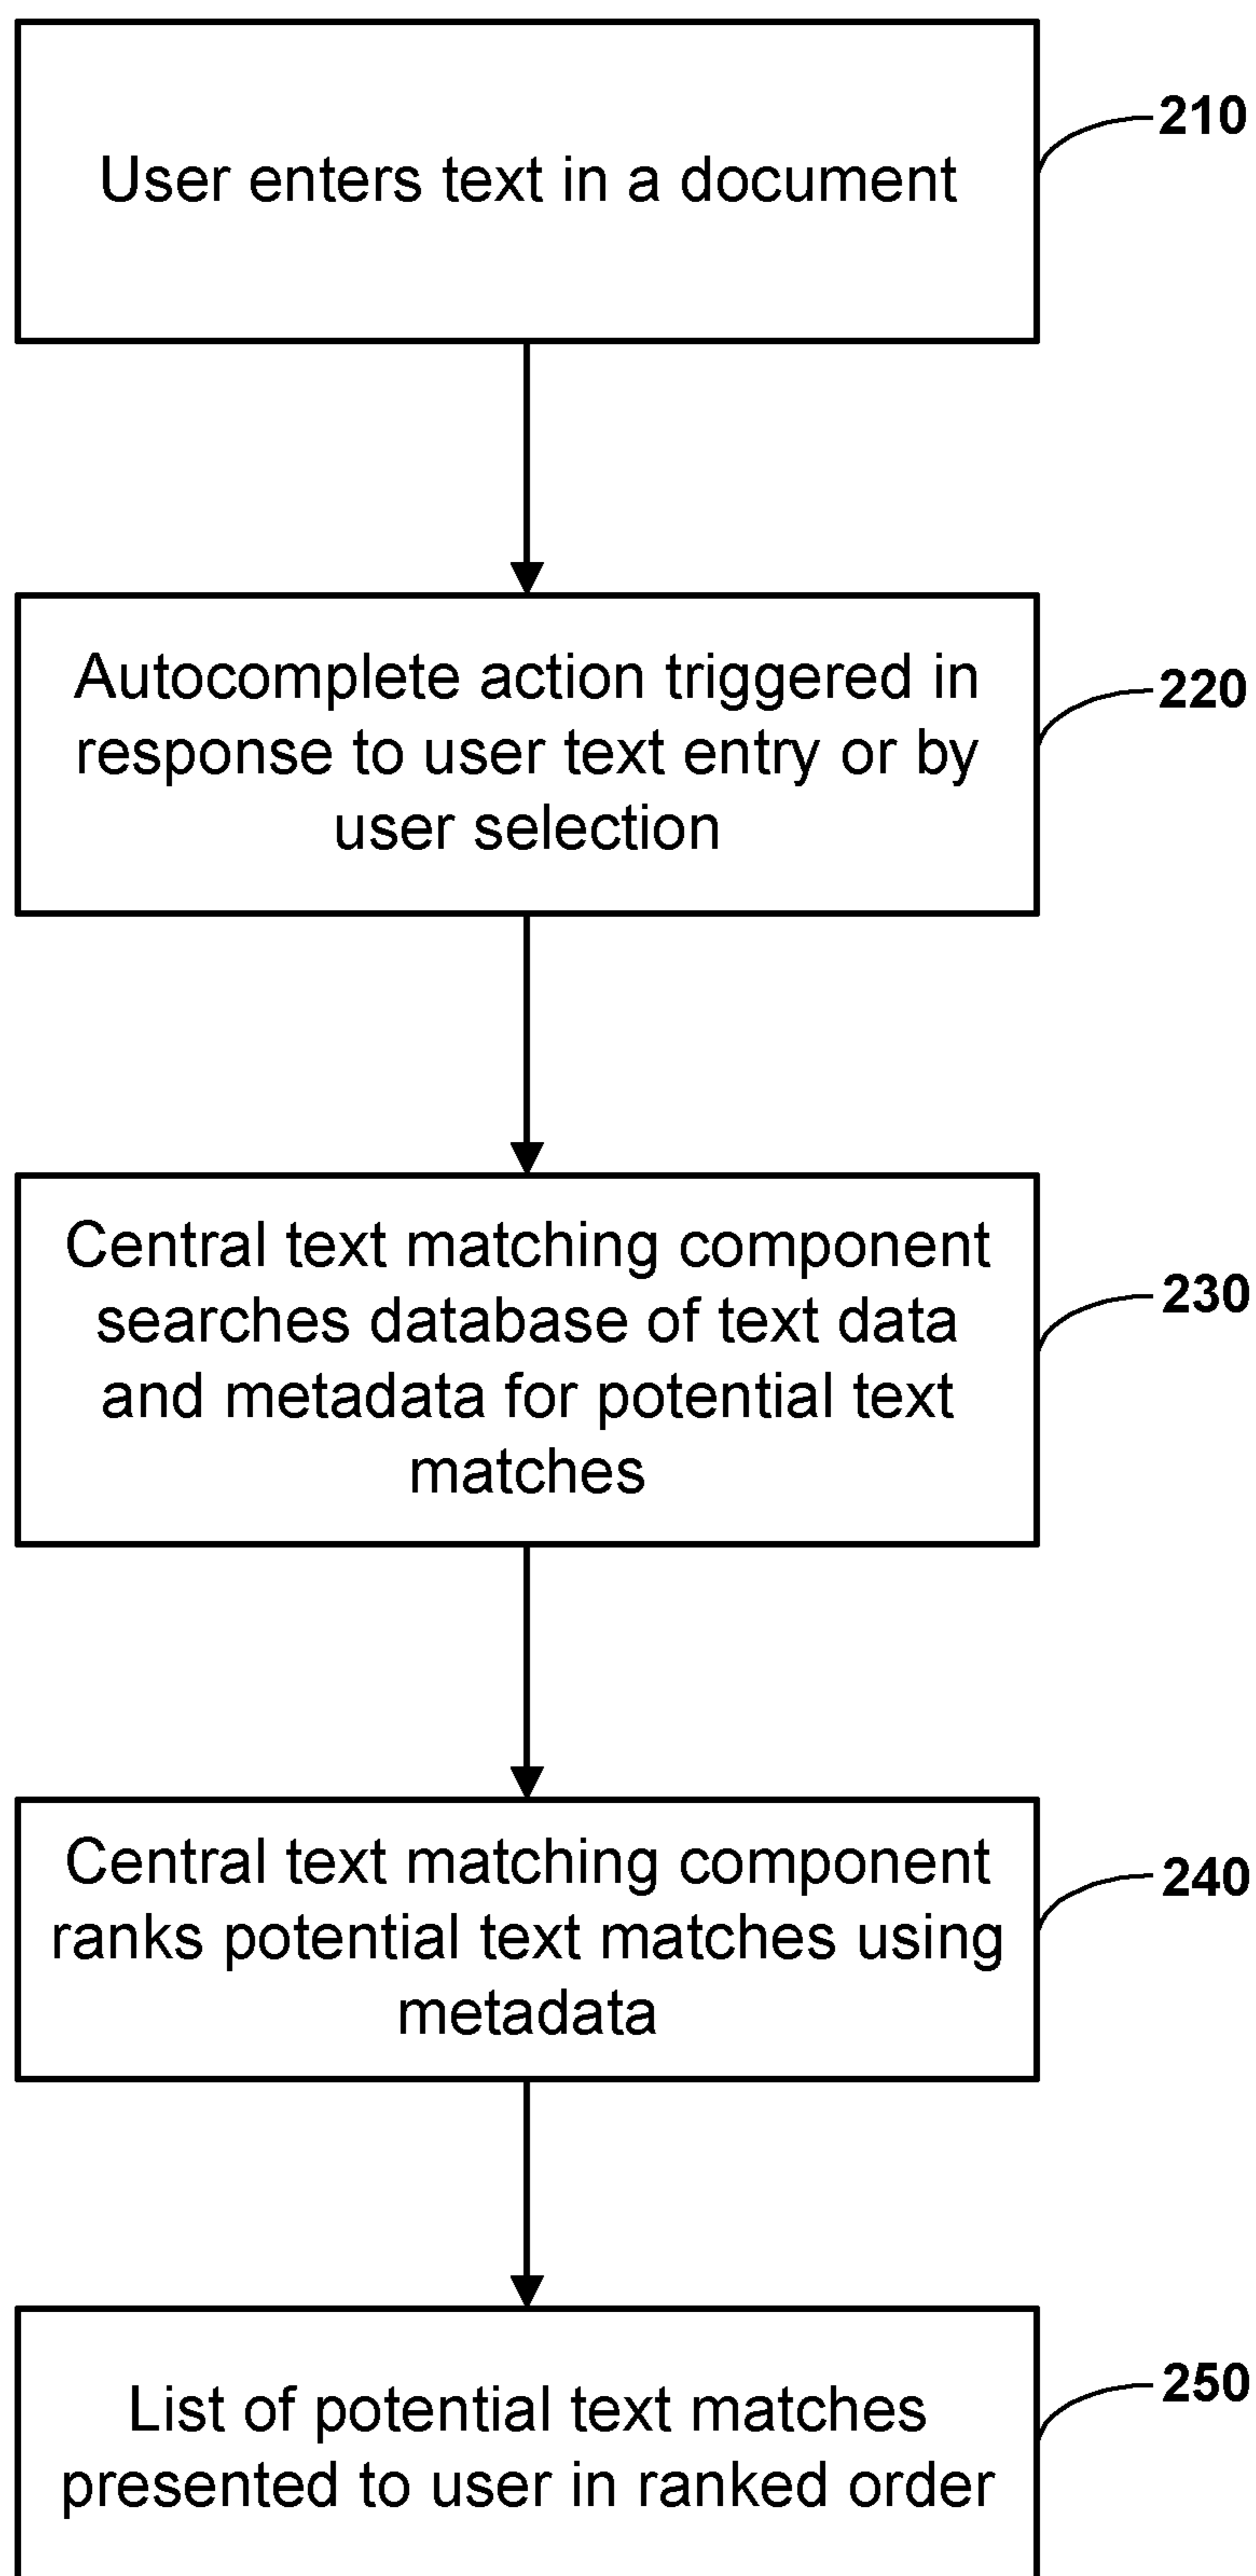 User enters text in a document
210
Autocomplete action triggered in
response to user text entry or by
user selection
220
Central text matching component
searches database of text data
and metadata for potential text
matches
230
Central text matching component
ranks potential text matches using
metadata
240
List of potential text matches
presented to user in ranked order
250